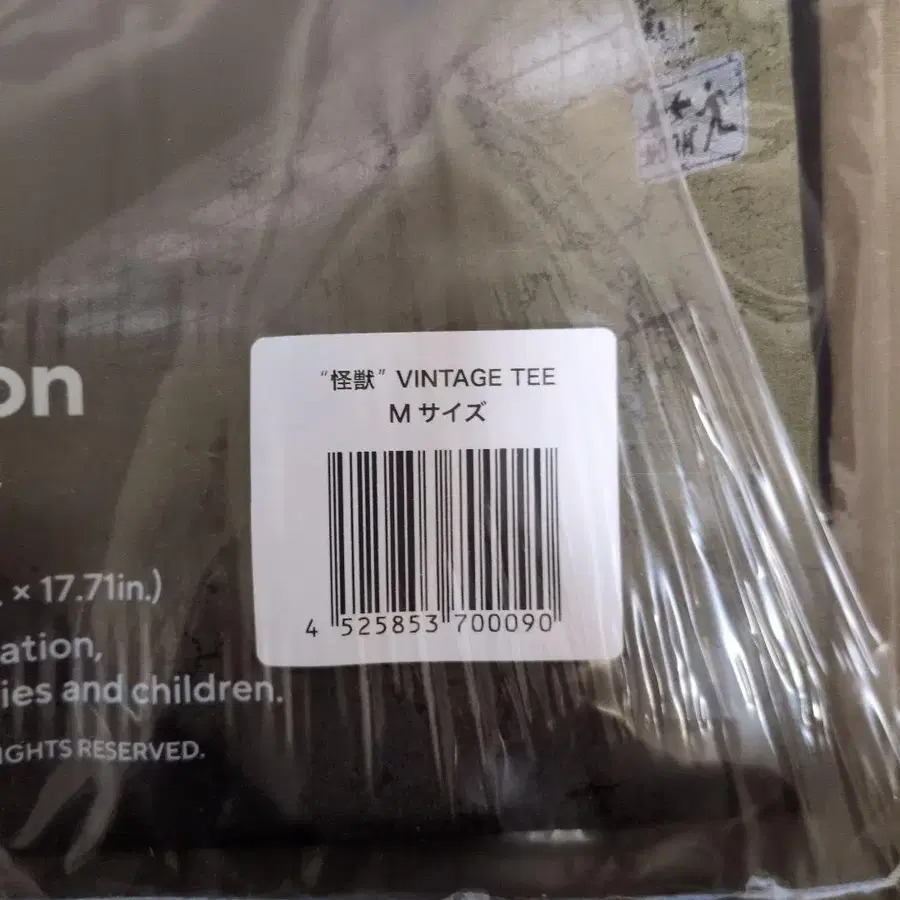 on
"怪獣" VINTAGE TEE
M サイズ
4 525853 700090
× 17.71in.)
ation,
ies and children.
IGHTS RESERVED.